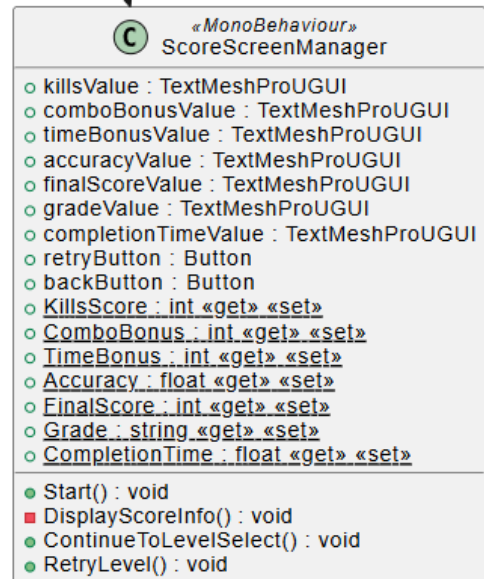 C
«MonoBehaviour»
ScoreScreenManager
killsValue : TextMeshProUGUI
comboBonusValue : TextMeshProUGUI
timeBonusValue : TextMeshProUGUI
accuracyValue : TextMeshProUGUI
finalScoreValue : TextMeshProUGUI
gradeValue : TextMeshProUGUI
completionTimeValue : TextMeshProUGUI
retryButton : Button
backButton : Button
KillsScore : int «get» «set»
ComboBonus : int «get» «set»
TimeBonus : int «get» «set»
Accuracy : float «get» «set»
FinalScore : int «get» «set»
Grade : string «get» «set»
CompletionTime : float «get» «set»
Start() : void
DisplayScoreInfo() : void
ContinueToLevelSelect() : void
RetryLevel() : void